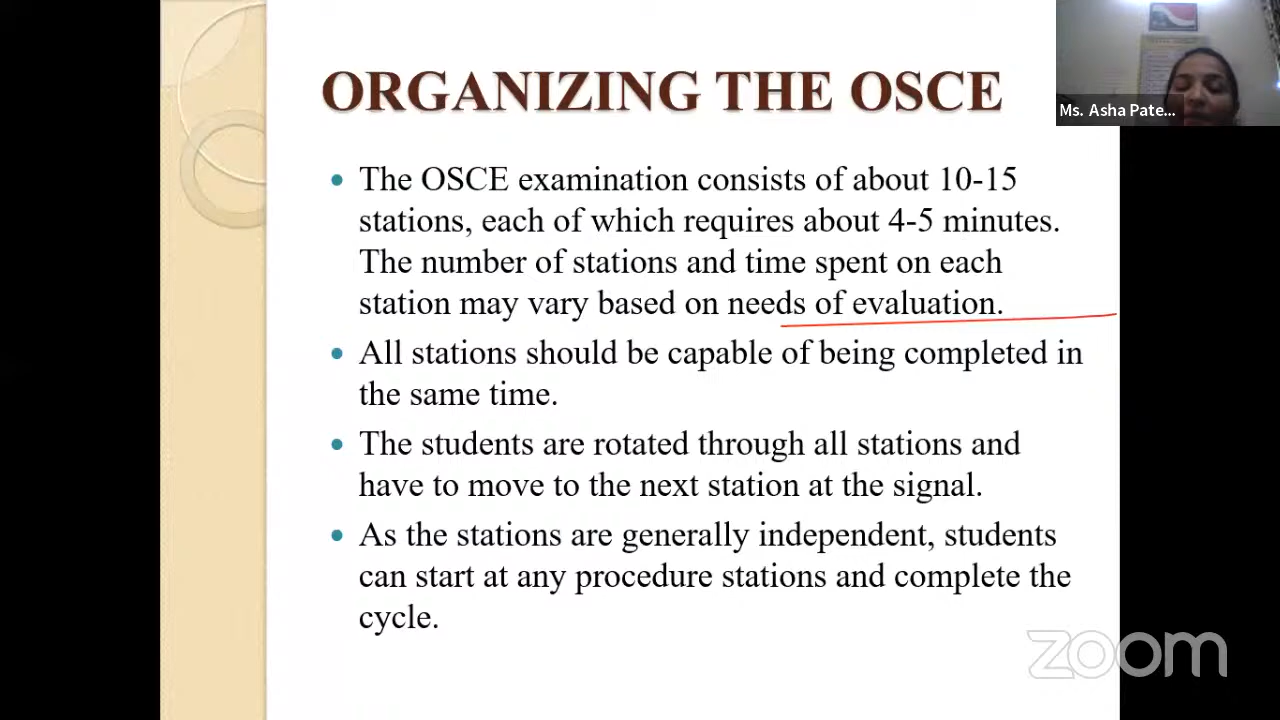 ORGANIZING THE OSCE
Ms. Asha Pate...
• The OSCE examination consists of about 10-15
stations, each of which requires about 4-5 minutes.
The number of stations and time spent on each
station may vary based on needs of evaluation.
• All stations should be capable of being completed in
the same time.
• The students are rotated through all stations and
have to move to the next station at the signal.
• As the stations are generally independent, students
can start at any procedure stations and complete the
cycle.
zoom